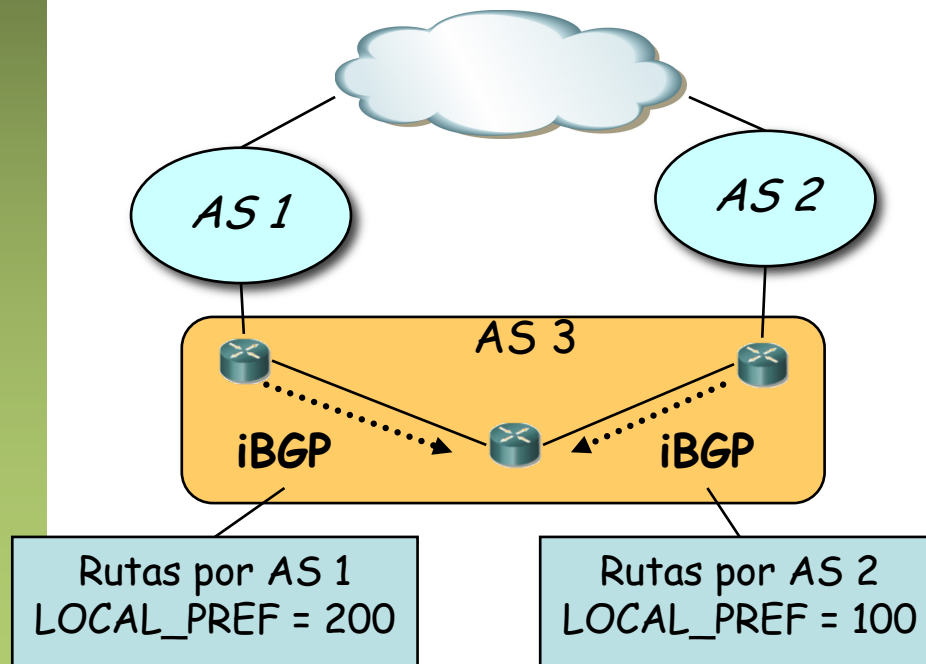 AS 1
AS 2
AS 3
iBGP
iBGP
Rutas por AS 1
LOCAL_PREF = 200
Rutas por AS 2
LOCAL_PREF = 100